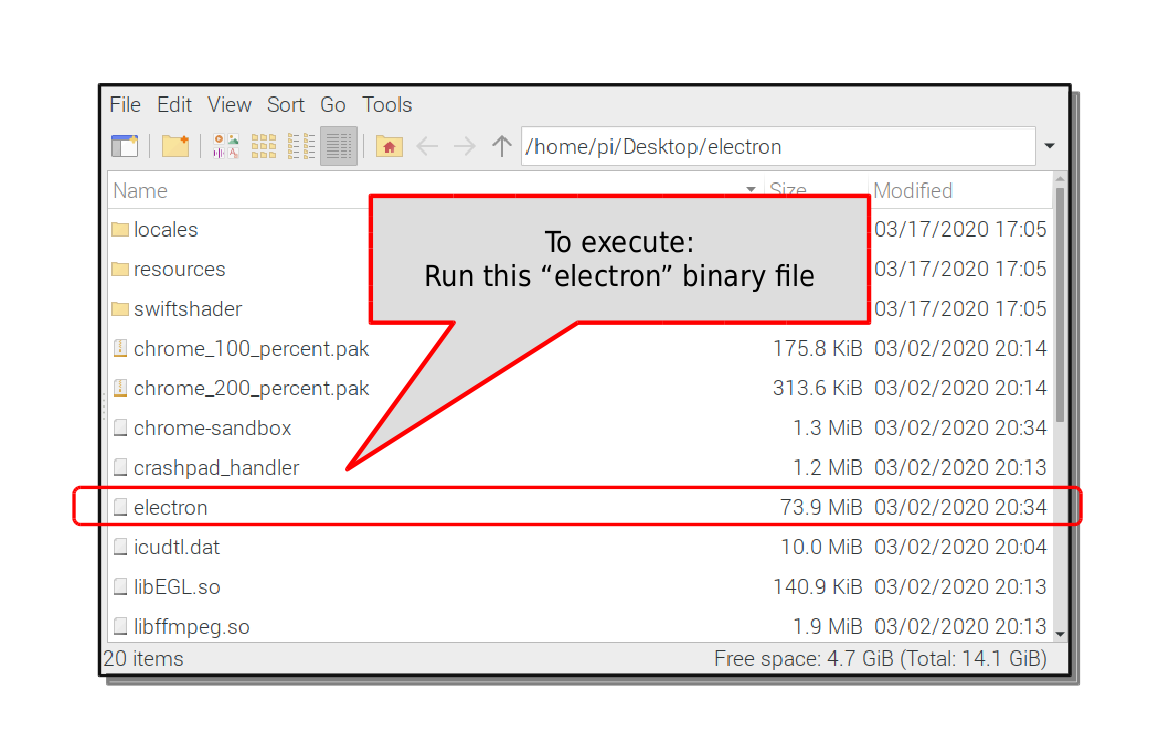 File Edit View Sort Go Tools
/home/pi/Desktop/electron
Name Size Modified
To execute:
Run this “electron” binary file
locales 03/17/2020 17:05
resources 03/17/2020 17:05
swiftshader 03/17/2020 17:05
chrome_100_percent.pak 175.8 KiB 03/02/2020 20:14
chrome_200_percent.pak 313.6 KiB 03/02/2020 20:14
chrome-sandbox 1.3 MiB 03/02/2020 20:34
crashpad_handler 1.2 MiB 03/02/2020 20:13
electron 73.9 MiB 03/02/2020 20:34
icudtl.dat 10.0 MiB 03/02/2020 20:04
libEGL.so 140.9 KiB 03/02/2020 20:13
libffmpeg.so 1.9 MiB 03/02/2020 20:13
20 items Free space: 4.7 GiB (Total: 14.1 GiB)